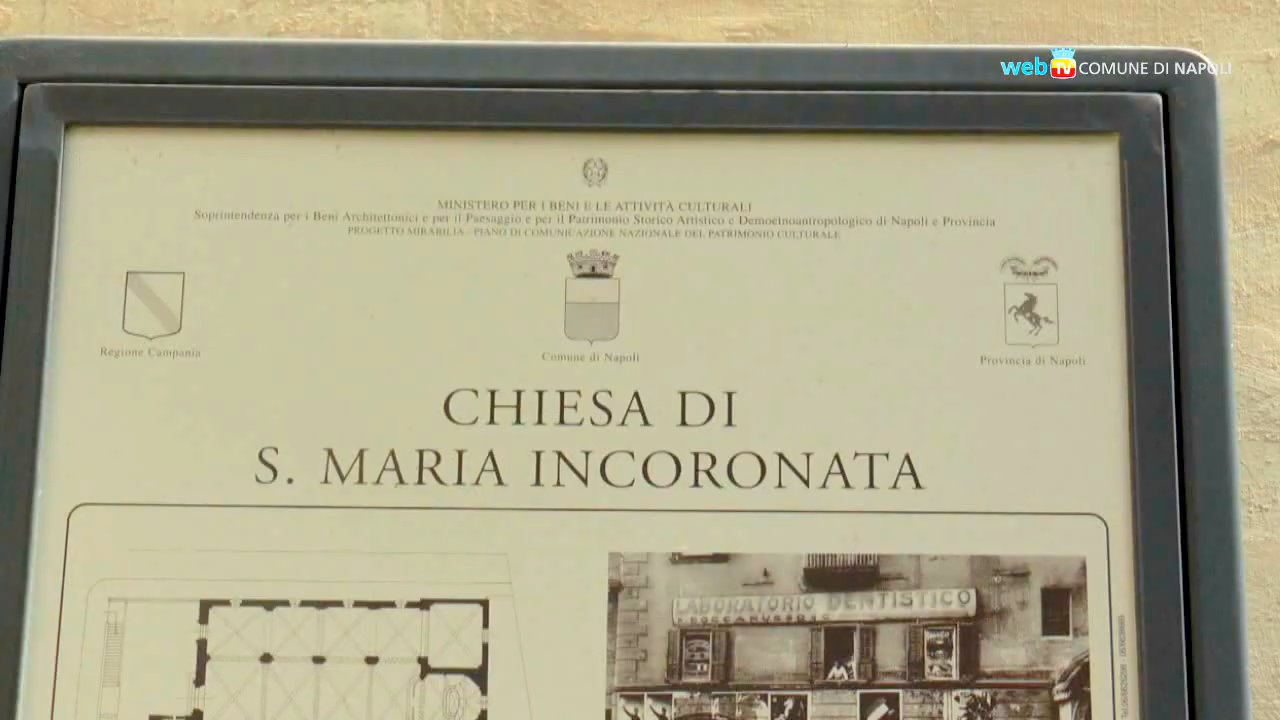 web TV COMUNE DI NAPOLI
MINISTERO PER I BENI E LE ATTIVITÀ CULTURALI
Soprintendenza per i Beni Architettonici e per il Paesaggio e per il Patrimonio Storico Artistico e Demoetnoantropologico di Napoli e Provincia
PROGETTO MIRABILIA - PIANO DI COMUNICAZIONE NAZIONALE DEL PATRIMONIO CULTURALE
Regione Campania
Comune di Napoli
Provincia di Napoli
CHIESA DI
S. MARIA INCORONATA
LABORATORIO DENTISTICO